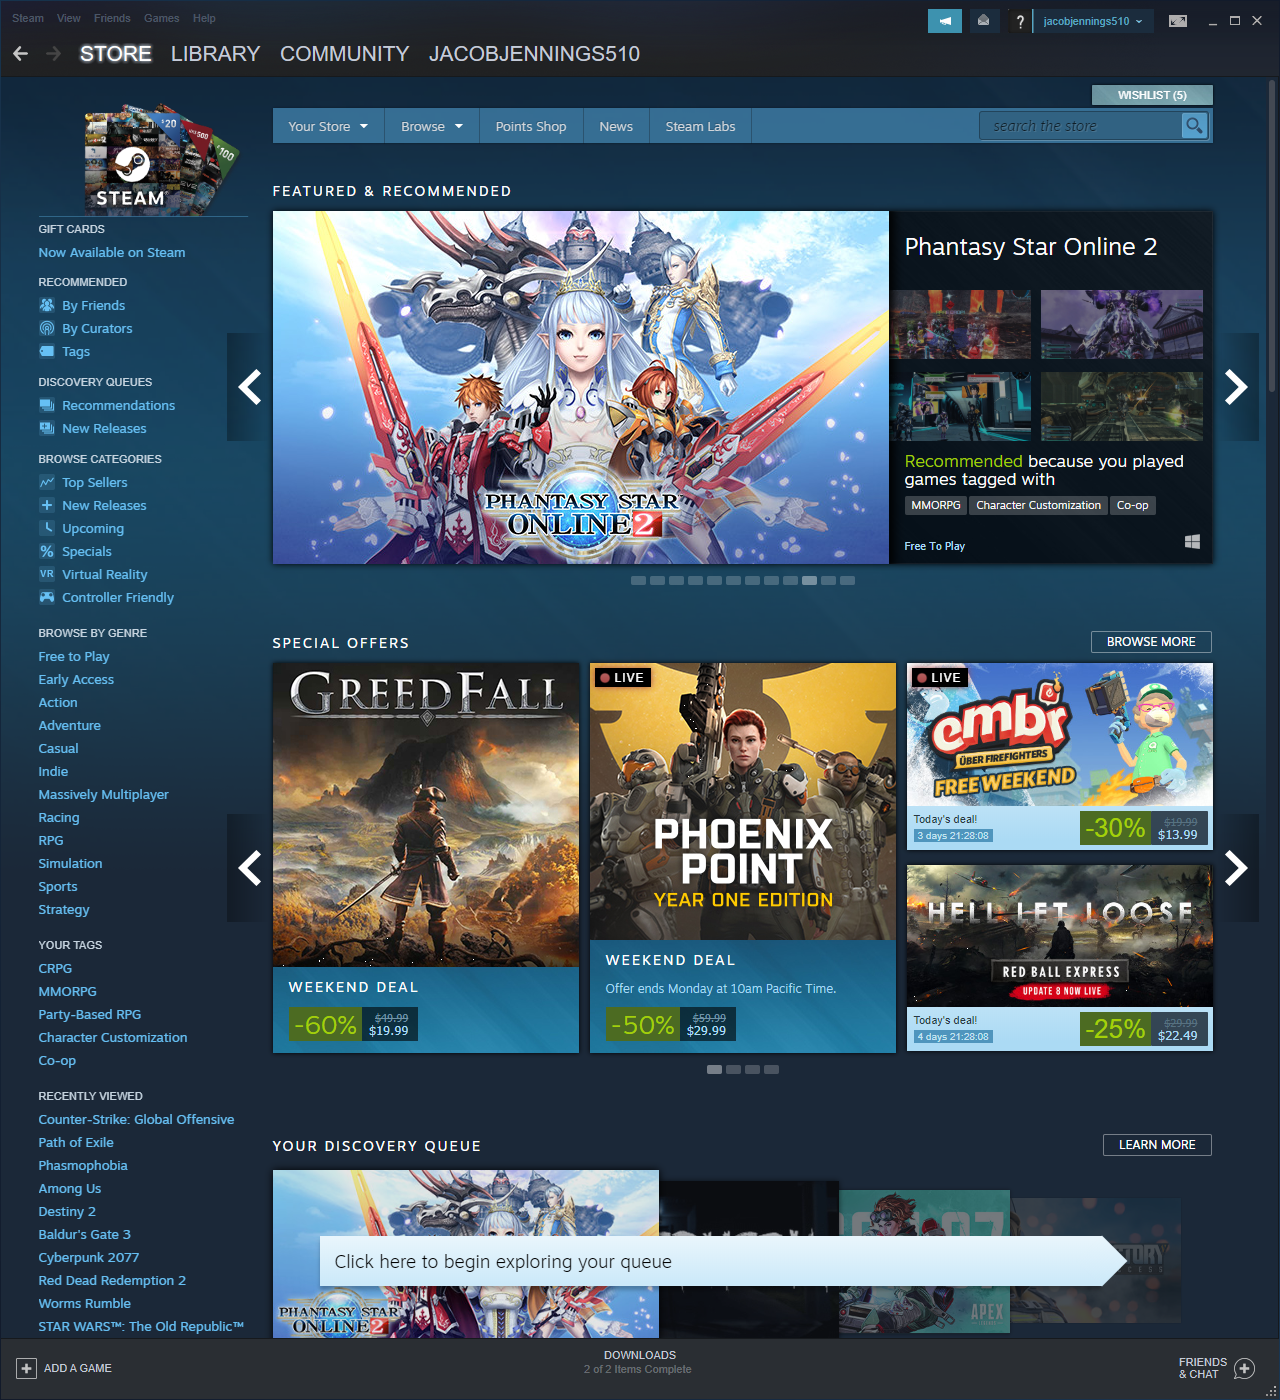 Steam View Friends Games Help
? jacobjennings510
STORE LIBRARY COMMUNITY JACOBJENNINGS510
WISHLIST (5)
Your Store Browse Points Shop News Steam Labs
search the store
$20
$100
STEAM
GIFT CARDS
Now Available on Steam
RECOMMENDED
By Friends
By Curators
Tags
DISCOVERY QUEUES
Recommendations
New Releases
BROWSE CATEGORIES
Top Sellers
New Releases
Upcoming
% Specials
VR Virtual Reality
Controller Friendly
BROWSE BY GENRE
Free to Play
Early Access
Action
Adventure
Casual
Indie
Massively Multiplayer
Racing
RPG
Simulation
Sports
Strategy
YOUR TAGS
CRPG
MMORPG
Party-Based RPG
Character Customization
Co-op
RECENTLY VIEWED
Counter-Strike: Global Offensive
Path of Exile
Phasmophobia
Among Us
Destiny 2
Baldur's Gate 3
Cyberpunk 2077
Red Dead Redemption 2
Worms Rumble
STAR WARS™: The Old Republic™
FEATURED & RECOMMENDED
PHANTASY STAR
ONLINE 2
Phantasy Star Online 2
Recommended because you played
games tagged with
MMORPG Character Customization Co-op
Free To Play
SPECIAL OFFERS
BROWSE MORE
GREEDFALL
WEEKEND DEAL
-60% $49.99
$19.99
LIVE
PHOENIX
POINT
YEAR ONE EDITION
WEEKEND DEAL
Offer ends Monday at 10am Pacific Time.
-50% $59.99
$29.99
LIVE
embr
ÜBER FIREFIGHTERS
FREE WEEKEND
Today's deal!
3 days 21:28:08
-30% $19.99
$13.99
HELL LET LOOSE
RED BALL EXPRESS
UPDATE 8 NOW LIVE
Today's deal!
4 days 21:28:08
-25% $29.99
$22.49
YOUR DISCOVERY QUEUE
LEARN MORE
Click here to begin exploring your queue
PHANTASY STAR
ONLINE 2
APEX
ADD A GAME
DOWNLOADS
2 of 2 Items Complete
FRIENDS
& CHAT